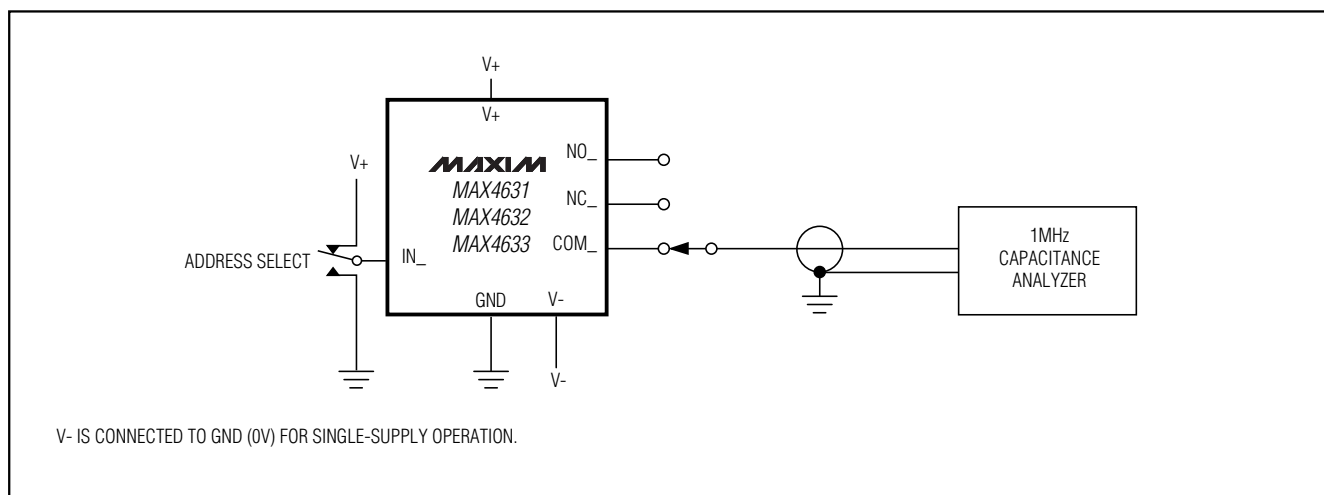 V+
V+
MAXIM
MAX4631
MAX4632
MAX4633
NO_
NC_
COM_
V+
ADDRESS SELECT
IN_
GND
V-
V-
1MHz
CAPACITANCE
ANALYZER
V- IS CONNECTED TO GND (0V) FOR SINGLE-SUPPLY OPERATION.